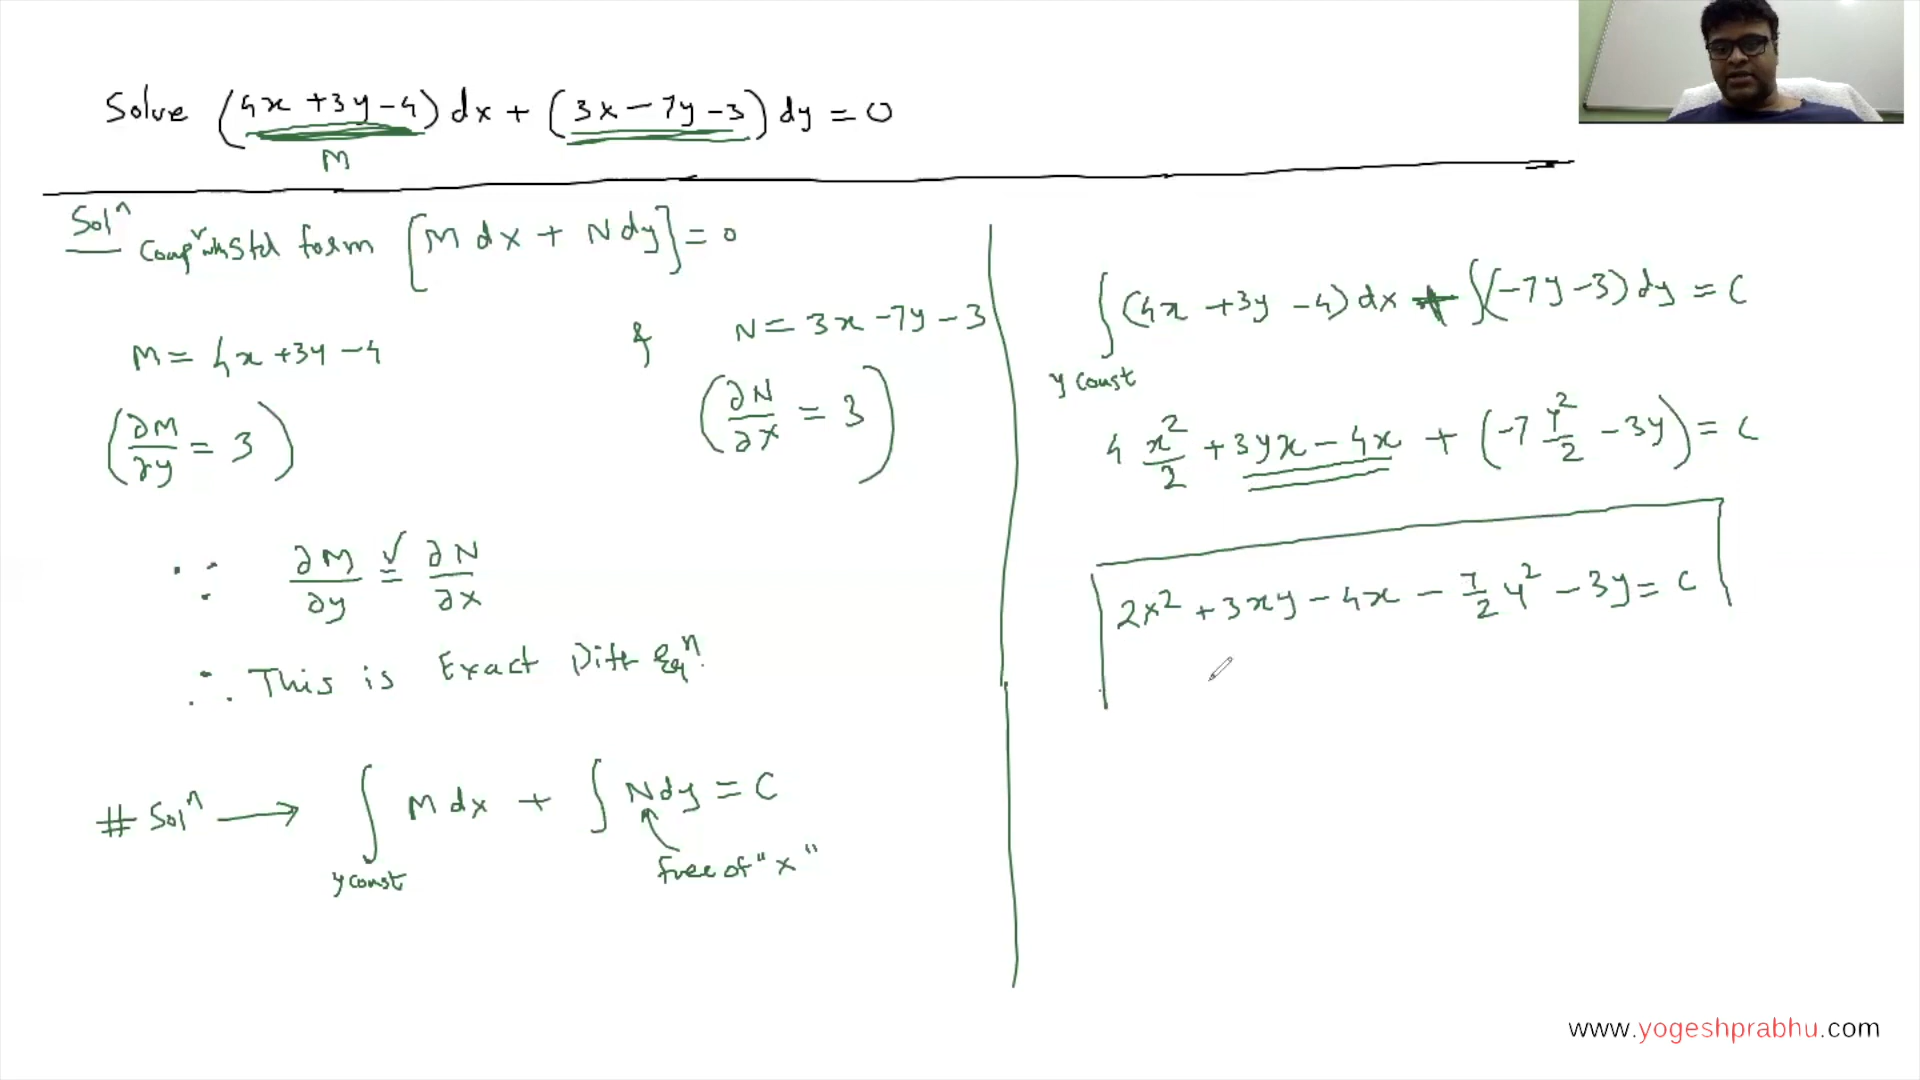 Solve (4x + 3y − 4) dx + (3x − 7y − 3) dy = 0
M
Solⁿ
Comp with Std form [M dx + N dy] = 0
M = 4x + 3y − 4 & N = 3x − 7y − 3
(∂M/∂y = 3) (∂N/∂x = 3)
∵ ∂M/∂y =✓ ∂N/∂x
∴ This is Exact Diff Eqⁿ.
# Solⁿ → ∫ M dx + ∫ N dy = C
y const
free of "x"
∫ (4x + 3y − 4) dx + ∫ (−7y − 3) dy = C
y const
4 x²/2 + 3yx − 4x + (−7 y²/2 − 3y) = C
2x² + 3xy − 4x − 7/2 y² − 3y = C
www.yogeshprabhu.com